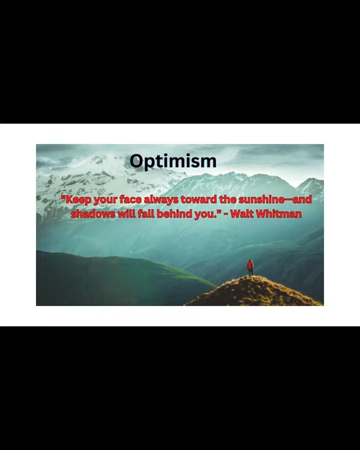 Optimism
"Keep your face always toward the sunshine—and
shadows will fall behind you." - Walt Whitman